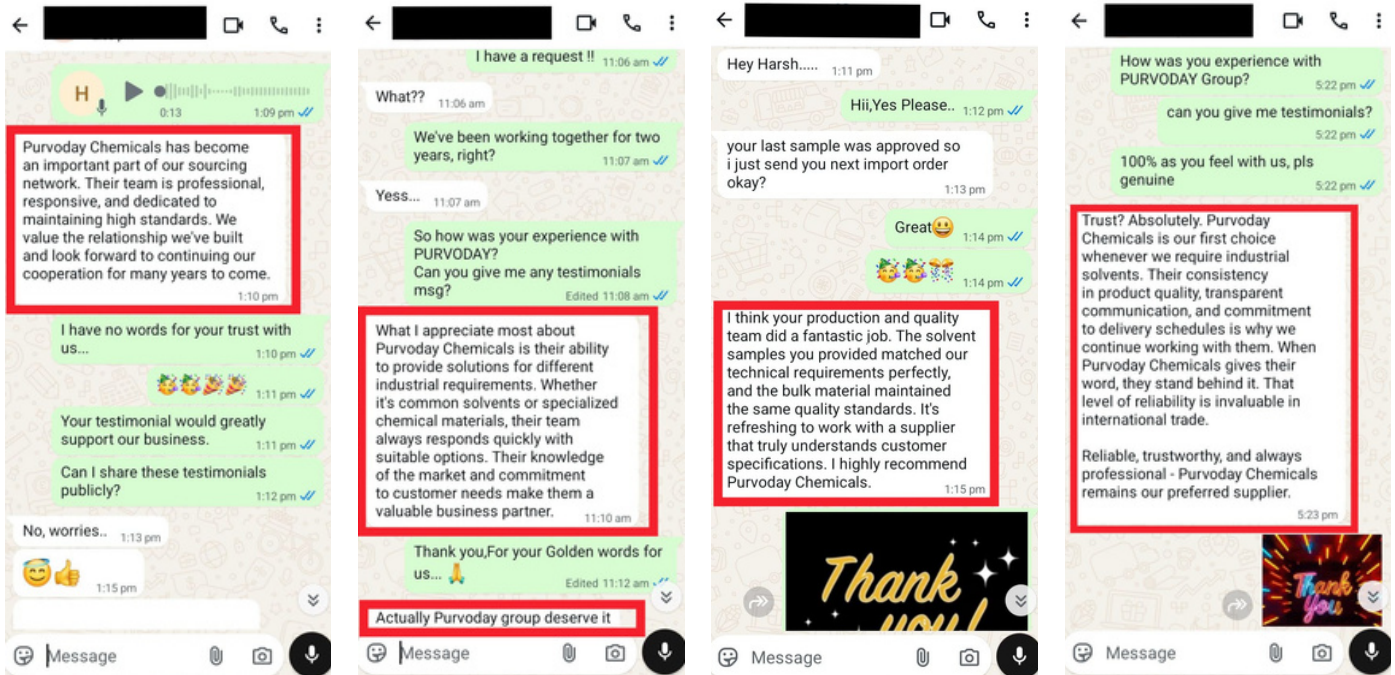 H
0:13
1:09 pm
Purvoday Chemicals has become
an important part of our sourcing
network. Their team is professional,
responsive, and dedicated to
maintaining high standards. We
value the relationship we've built
and look forward to continuing our
cooperation for many years to come.
1:10 pm
I have no words for your trust with
us...
1:10 pm
1:11 pm
Your testimonial would greatly
support our business.
1:11 pm
Can I share these testimonials
publicly?
1:12 pm
No, worries..
1:13 pm
1:15 pm
Message
I have a request !!
11:06 am
What??
11:06 am
We've been working together for two
years, right?
11:07 am
Yess...
11:07 am
So how was your experience with
PURVODAY?
Can you give me any testimonials
msg?
Edited 11:08 am
What I appreciate most about
Purvoday Chemicals is their ability
to provide solutions for different
industrial requirements. Whether
it's common solvents or specialized
chemical materials, their team
always responds quickly with
suitable options. Their knowledge
of the market and commitment
to customer needs make them a
valuable business partner.
11:10 am
Thank you,For your Golden words for
us... 🙏
Edited 11:12 am
Actually Purvoday group deserve it
Message
Hey Harsh.....
1:11 pm
Hii,Yes Please..
1:12 pm
your last sample was approved so
i just send you next import order
okay?
1:13 pm
Great😃
1:14 pm
1:14 pm
I think your production and quality
team did a fantastic job. The solvent
samples you provided matched our
technical requirements perfectly,
and the bulk material maintained
the same quality standards. It's
refreshing to work with a supplier
that truly understands customer
specifications. I highly recommend
Purvoday Chemicals.
1:15 pm
Thank
you!
Message
How was you experience with
PURVODAY Group?
5:22 pm
can you give me testimonials?
5:22 pm
100% as you feel with us, pls
genuine
5:22 pm
Trust? Absolutely. Purvoday
Chemicals is our first choice
whenever we require industrial
solvents. Their consistency
in product quality, transparent
communication, and commitment
to delivery schedules is why we
continue working with them. When
Purvoday Chemicals gives their
word, they stand behind it. That
level of reliability is invaluable in
international trade.
Reliable, trustworthy, and always
professional - Purvoday Chemicals
remains our preferred supplier.
5:23 pm
Thank
You
Message